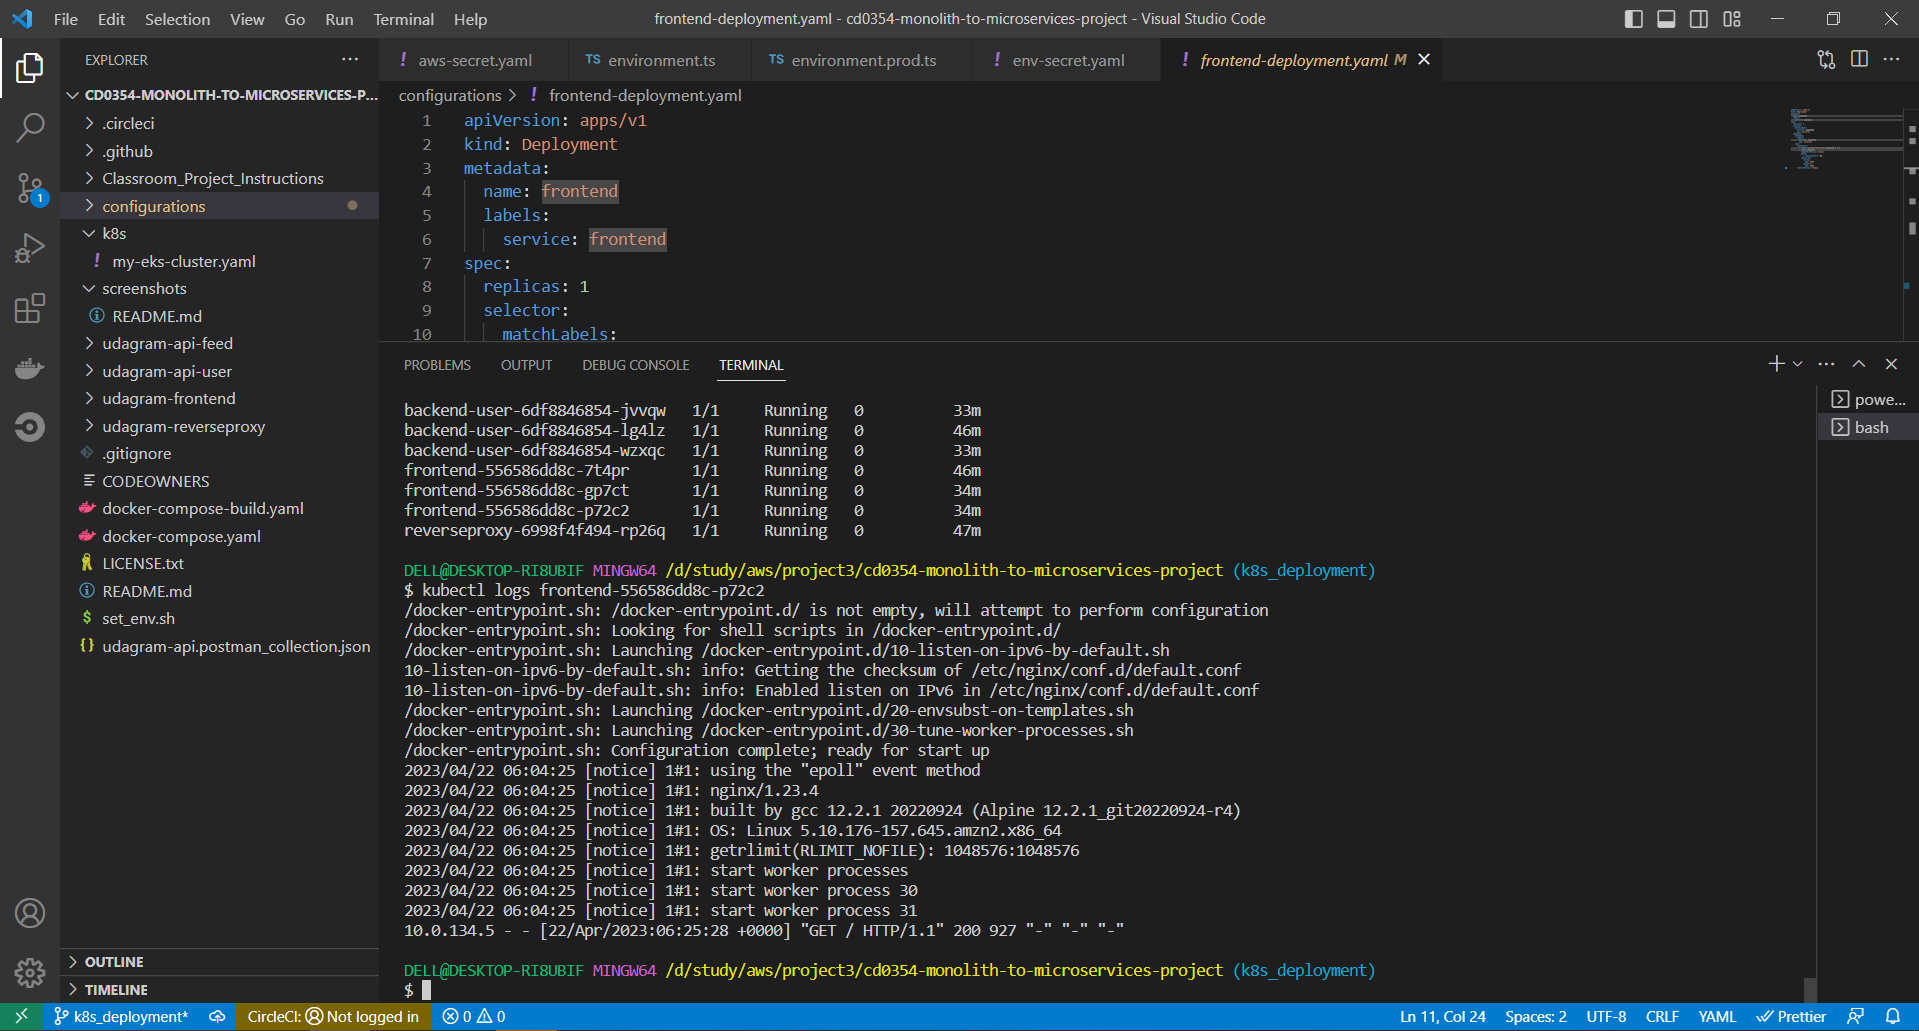 File Edit Selection View Go Run Terminal Help
frontend-deployment.yaml - cd0354-monolith-to-microservices-project - Visual Studio Code
EXPLORER
CD0354-MONOLITH-TO-MICROSERVICES-P...
.circleci
.github
Classroom_Project_Instructions
configurations
k8s
! my-eks-cluster.yaml
screenshots
README.md
udagram-api-feed
udagram-api-user
udagram-frontend
udagram-reverseproxy
.gitignore
CODEOWNERS
docker-compose-build.yaml
docker-compose.yaml
LICENSE.txt
README.md
$ set_env.sh
{} udagram-api.postman_collection.json
OUTLINE
TIMELINE
1
! aws-secret.yaml
TS environment.ts
TS environment.prod.ts
! env-secret.yaml
! frontend-deployment.yaml M
configurations > ! frontend-deployment.yaml
1 apiVersion: apps/v1
2 kind: Deployment
3 metadata:
4 name: frontend
5 labels:
6 service: frontend
7 spec:
8 replicas: 1
9 selector:
10 matchLabels:
PROBLEMS OUTPUT DEBUG CONSOLE TERMINAL
powe...
bash
backend-user-6df8846854-jvvqw 1/1 Running 0 33m
backend-user-6df8846854-lg4lz 1/1 Running 0 46m
backend-user-6df8846854-wzxqc 1/1 Running 0 33m
frontend-556586dd8c-7t4pr 1/1 Running 0 46m
frontend-556586dd8c-gp7ct 1/1 Running 0 34m
frontend-556586dd8c-p72c2 1/1 Running 0 34m
reverseproxy-6998f4f494-rp26q 1/1 Running 0 47m
DELL@DESKTOP-RI8UBIF MINGW64 /d/study/aws/project3/cd0354-monolith-to-microservices-project (k8s_deployment)
$ kubectl logs frontend-556586dd8c-p72c2
/docker-entrypoint.sh: /docker-entrypoint.d/ is not empty, will attempt to perform configuration
/docker-entrypoint.sh: Looking for shell scripts in /docker-entrypoint.d/
/docker-entrypoint.sh: Launching /docker-entrypoint.d/10-listen-on-ipv6-by-default.sh
10-listen-on-ipv6-by-default.sh: info: Getting the checksum of /etc/nginx/conf.d/default.conf
10-listen-on-ipv6-by-default.sh: info: Enabled listen on IPv6 in /etc/nginx/conf.d/default.conf
/docker-entrypoint.sh: Launching /docker-entrypoint.d/20-envsubst-on-templates.sh
/docker-entrypoint.sh: Launching /docker-entrypoint.d/30-tune-worker-processes.sh
/docker-entrypoint.sh: Configuration complete; ready for start up
2023/04/22 06:04:25 [notice] 1#1: using the "epoll" event method
2023/04/22 06:04:25 [notice] 1#1: nginx/1.23.4
2023/04/22 06:04:25 [notice] 1#1: built by gcc 12.2.1 20220924 (Alpine 12.2.1_git20220924-r4)
2023/04/22 06:04:25 [notice] 1#1: OS: Linux 5.10.176-157.645.amzn2.x86_64
2023/04/22 06:04:25 [notice] 1#1: getrlimit(RLIMIT_NOFILE): 1048576:1048576
2023/04/22 06:04:25 [notice] 1#1: start worker processes
2023/04/22 06:04:25 [notice] 1#1: start worker process 30
2023/04/22 06:04:25 [notice] 1#1: start worker process 31
10.0.134.5 - - [22/Apr/2023:06:25:28 +0000] "GET / HTTP/1.1" 200 927 "-" "-" "-"
DELL@DESKTOP-RI8UBIF MINGW64 /d/study/aws/project3/cd0354-monolith-to-microservices-project (k8s_deployment)
$
k8s_deployment* CircleCI: Not logged in 0 0 Ln 11, Col 24 Spaces: 2 UTF-8 CRLF YAML Prettier